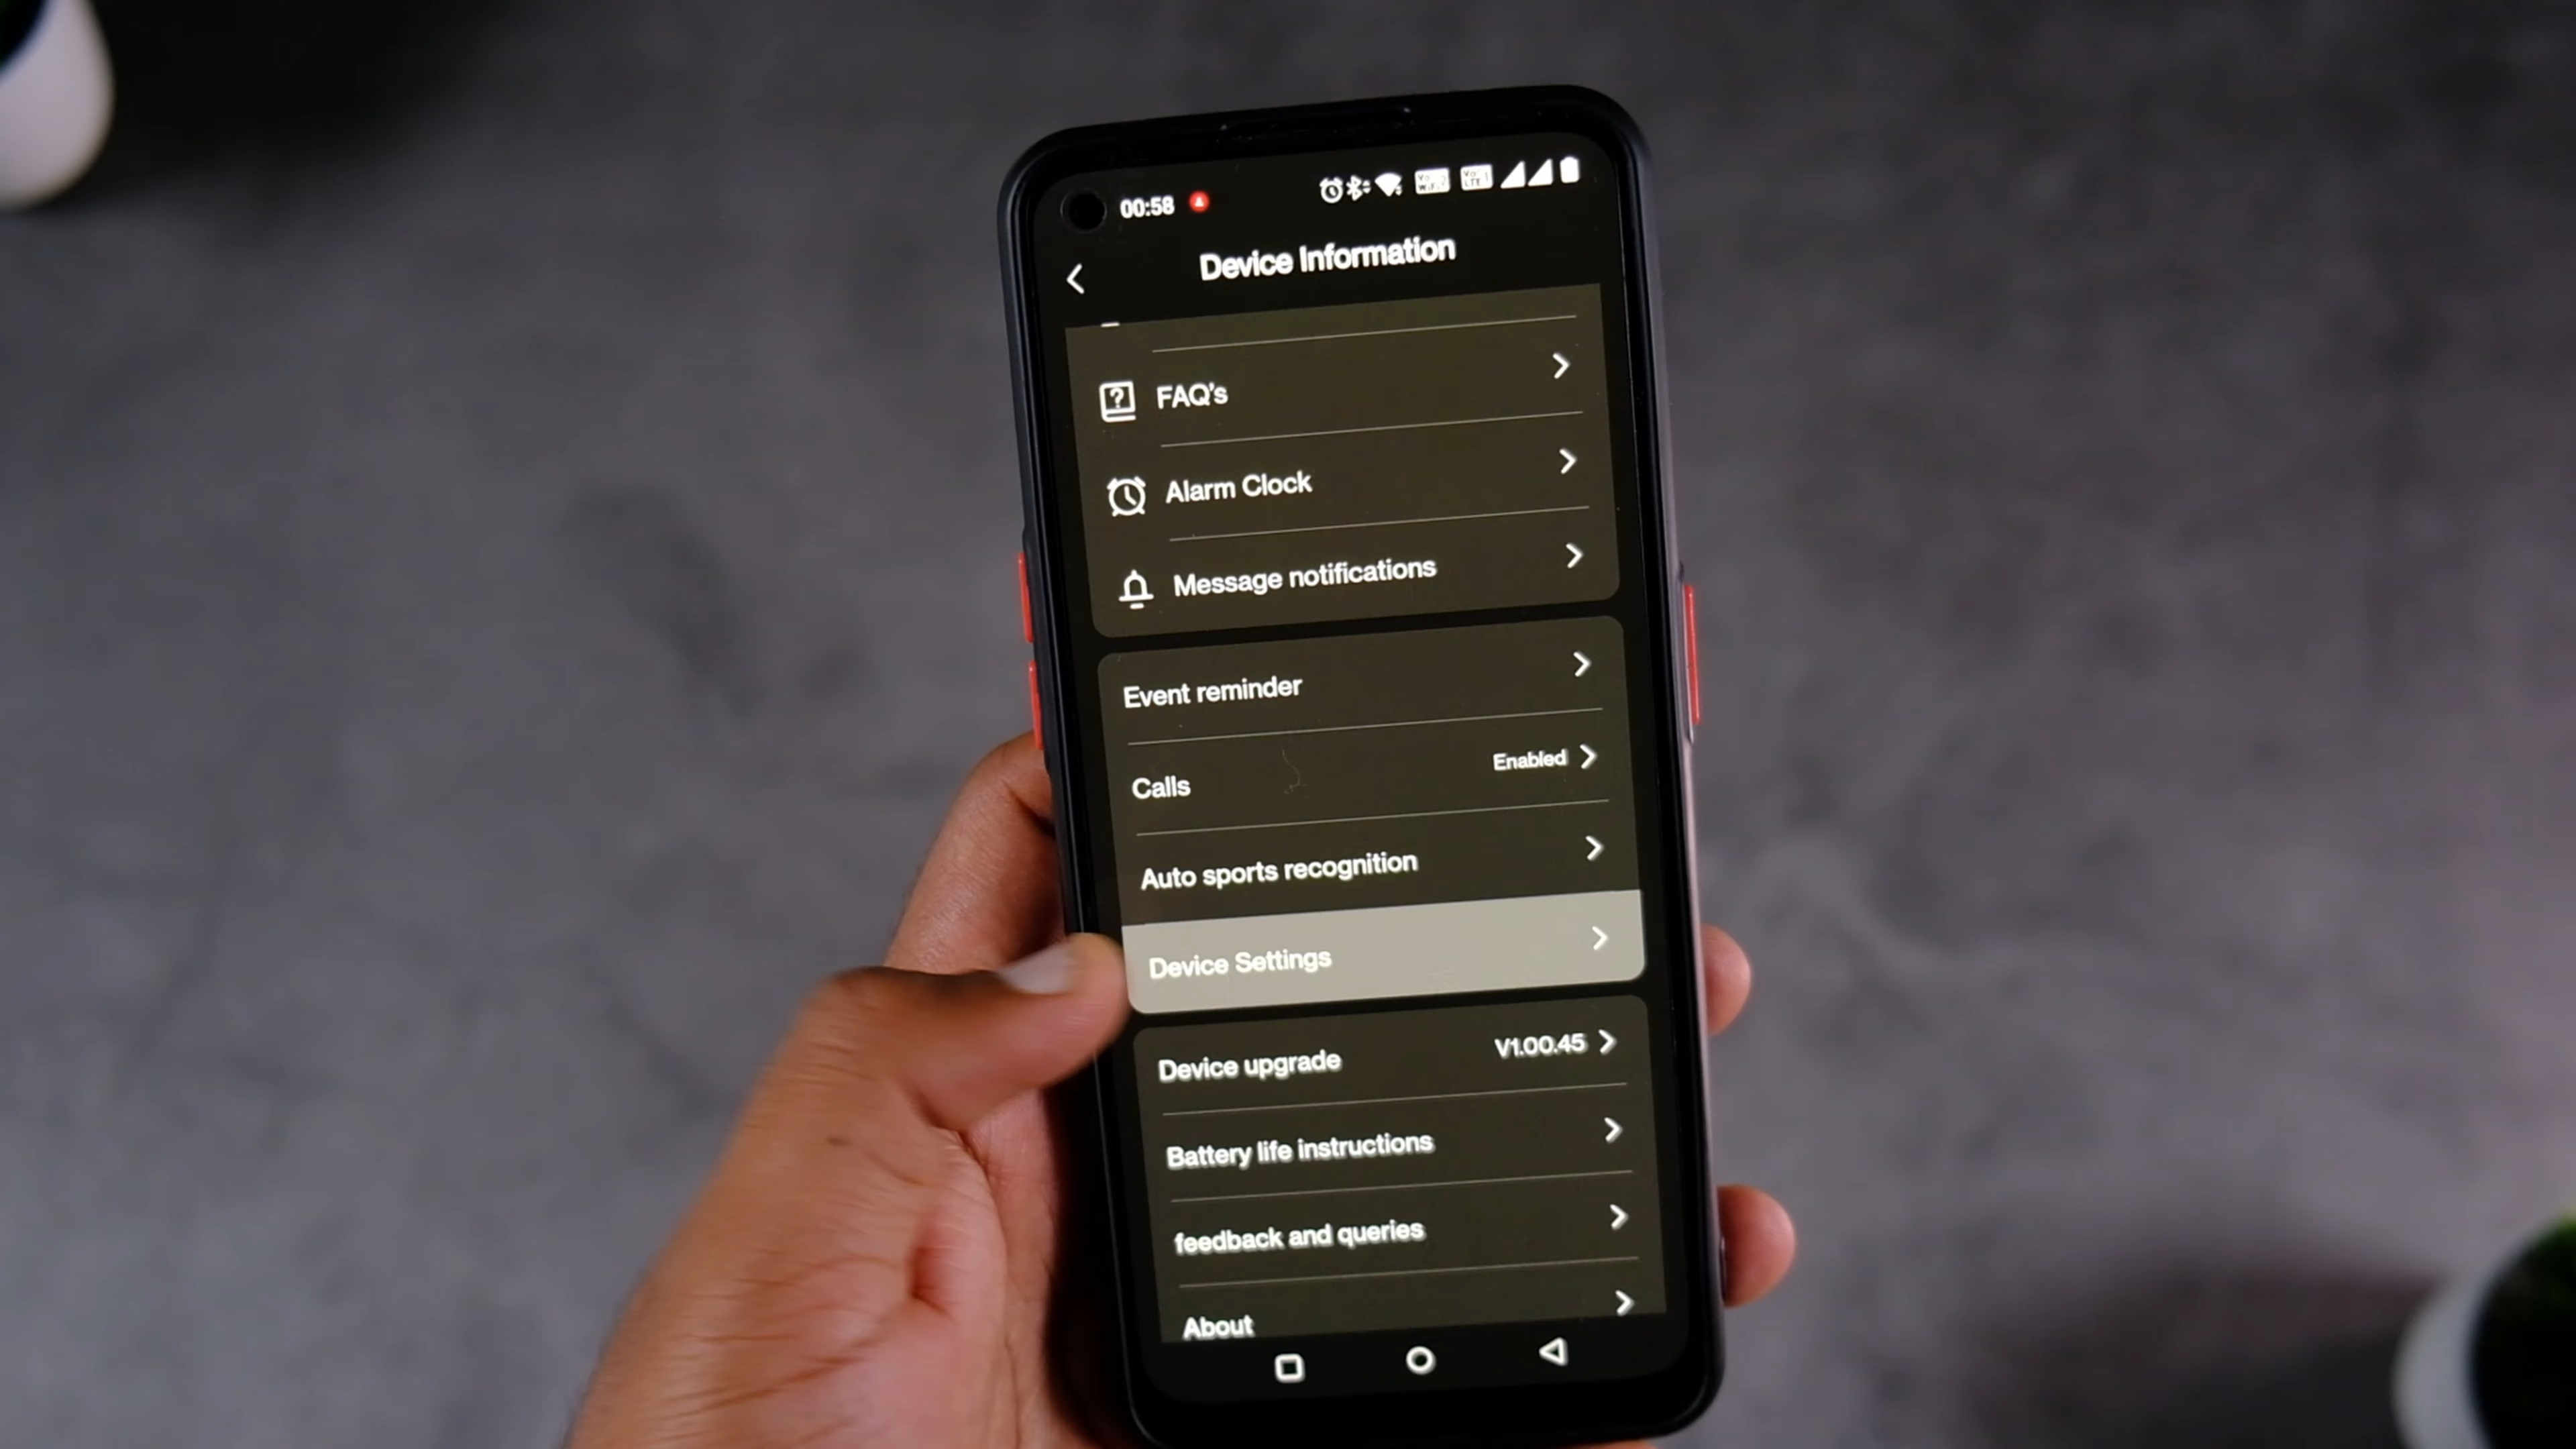 00:58
Device Information
FAQ's
Alarm Clock
Message notifications
Event reminder
Calls Enabled
Auto sports recognition
Device Settings
Device upgrade V1.00.45
Battery life instructions
feedback and queries
About